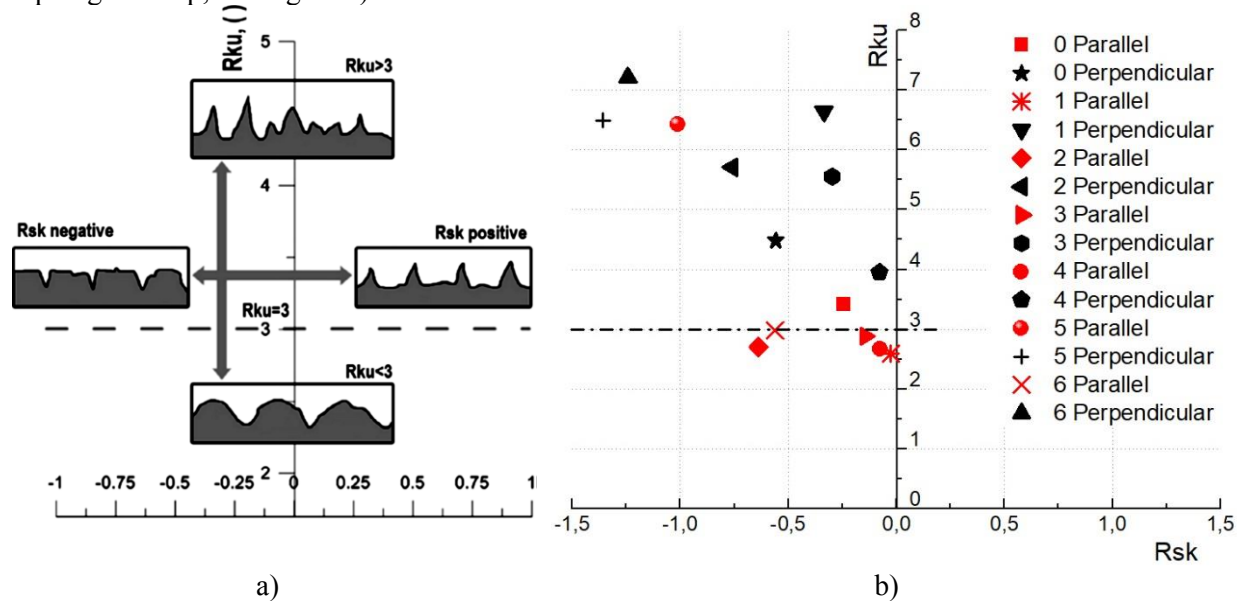 Rku, ()
5
Rku>3
4
Rsk negative
Rsk positive
Rku=3
3
Rku<3
2
-1 -0.75 -0.5 -0.25 0 0.25 0.5 0.75
a)
Rku
8
7
6
5
4
3
2
1
0
-1,5 -1,0 -0,5 0,0 0,5 1,0 1,5
Rsk
0 Parallel
0 Perpendicular
1 Parallel
1 Perpendicular
2 Parallel
2 Perpendicular
3 Parallel
3 Perpendicular
4 Parallel
4 Perpendicular
5 Parallel
5 Perpendicular
6 Parallel
6 Perpendicular
b)